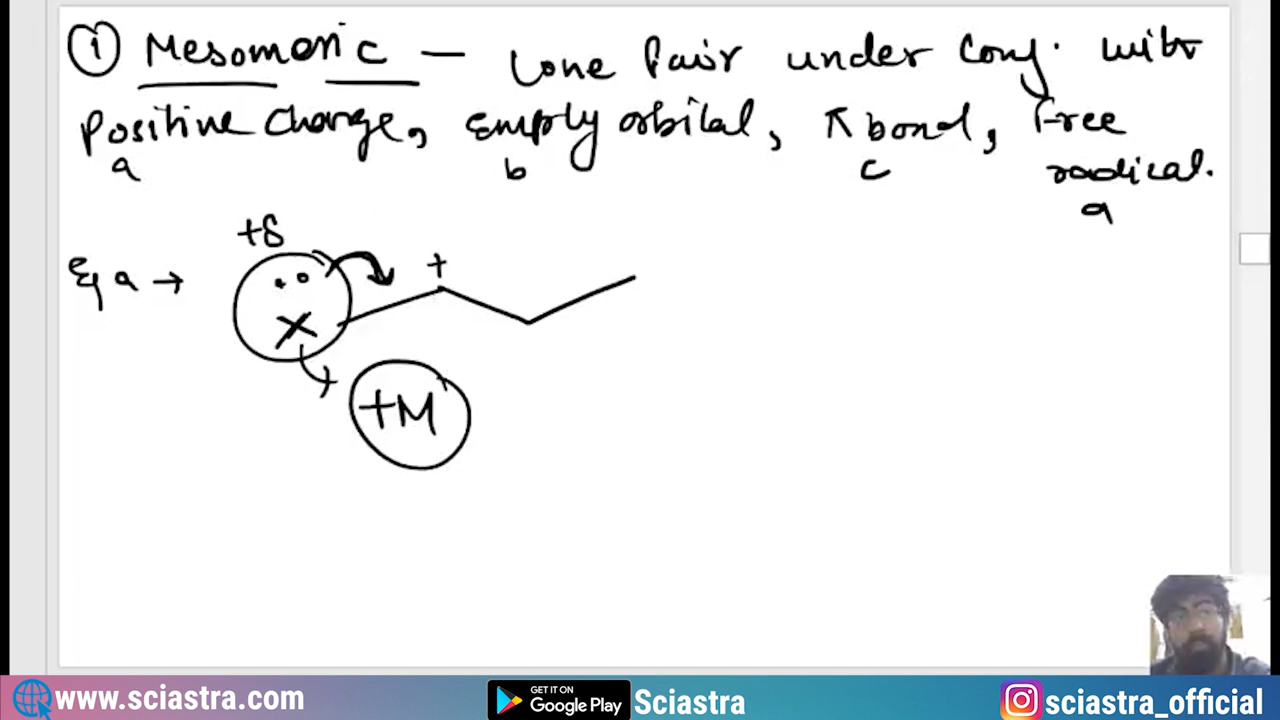 ① Mesomeric — Lone Pair under Conj. with
Positive Charge, Empty orbital, π bond, Free
radical.
a b c a
Eg a →
+δ
+
X
+M
www.sciastra.com
GET IT ON
Google Play
Sciastra
sciastra_official